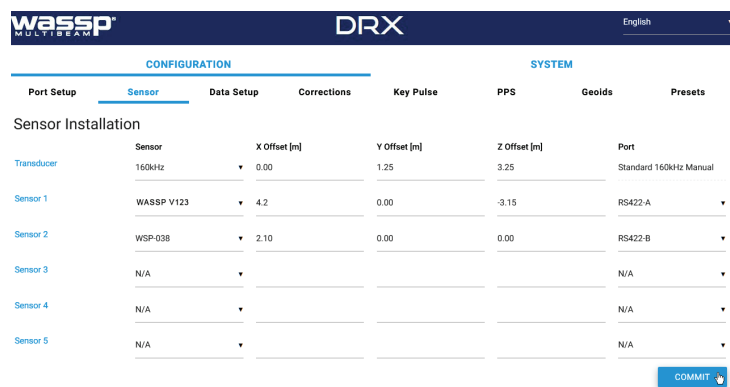 wassp
MULTIBEAM
DRX
English
CONFIGURATION SYSTEM
Port Setup Sensor Data Setup Corrections Key Pulse PPS Geoids Presets
Sensor Installation
Sensor X Offset [m] Y Offset [m] Z Offset [m] Port
Transducer 160kHz 0.00 1.25 3.25 Standard 160kHz Manual
Sensor 1 WASSP V123 4.2 0.00 -3.15 RS422-A
Sensor 2 WSP-038 2.10 0.00 0.00 RS422-B
Sensor 3 N/A N/A
Sensor 4 N/A N/A
Sensor 5 N/A N/A
COMMIT